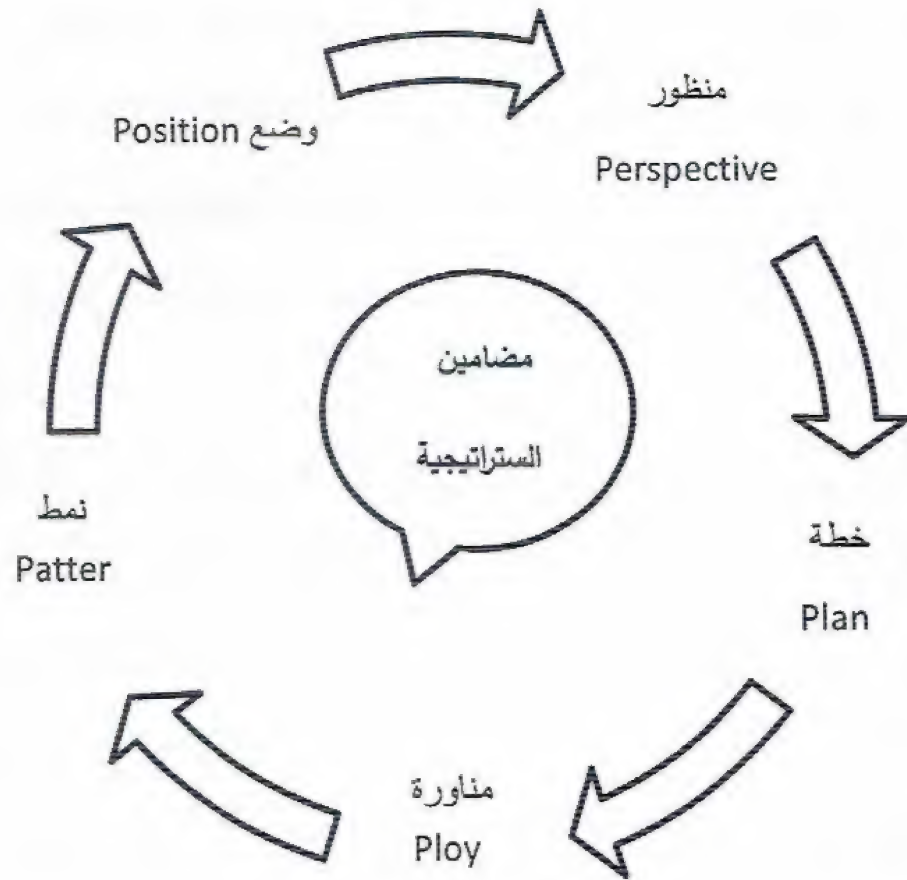 منظور
Perspective
وضع Position
مضامين
الستراتيجية
نمط
Patter
خطة
Plan
مناورة
Ploy